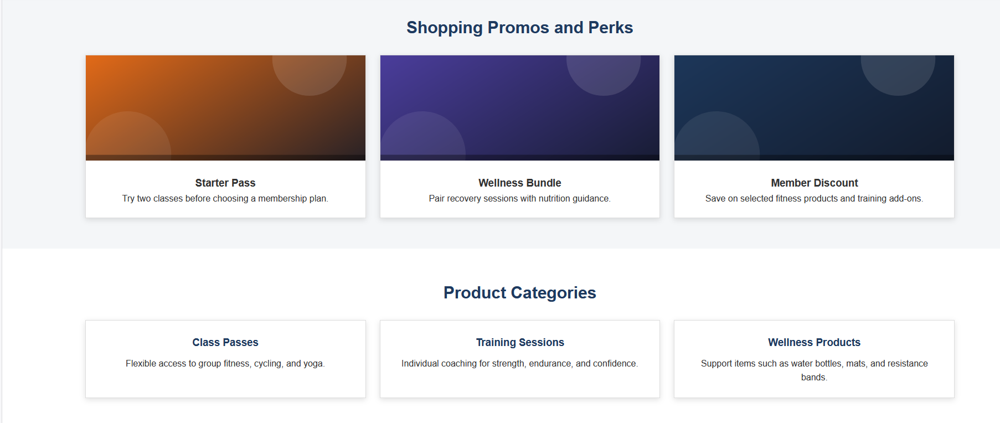 Shopping Promos and Perks
Starter Pass
Try two classes before choosing a membership plan.
Wellness Bundle
Pair recovery sessions with nutrition guidance.
Member Discount
Save on selected fitness products and training add-ons.
Product Categories
Class Passes
Flexible access to group fitness, cycling, and yoga.
Training Sessions
Individual coaching for strength, endurance, and confidence.
Wellness Products
Support items such as water bottles, mats, and resistance
bands.